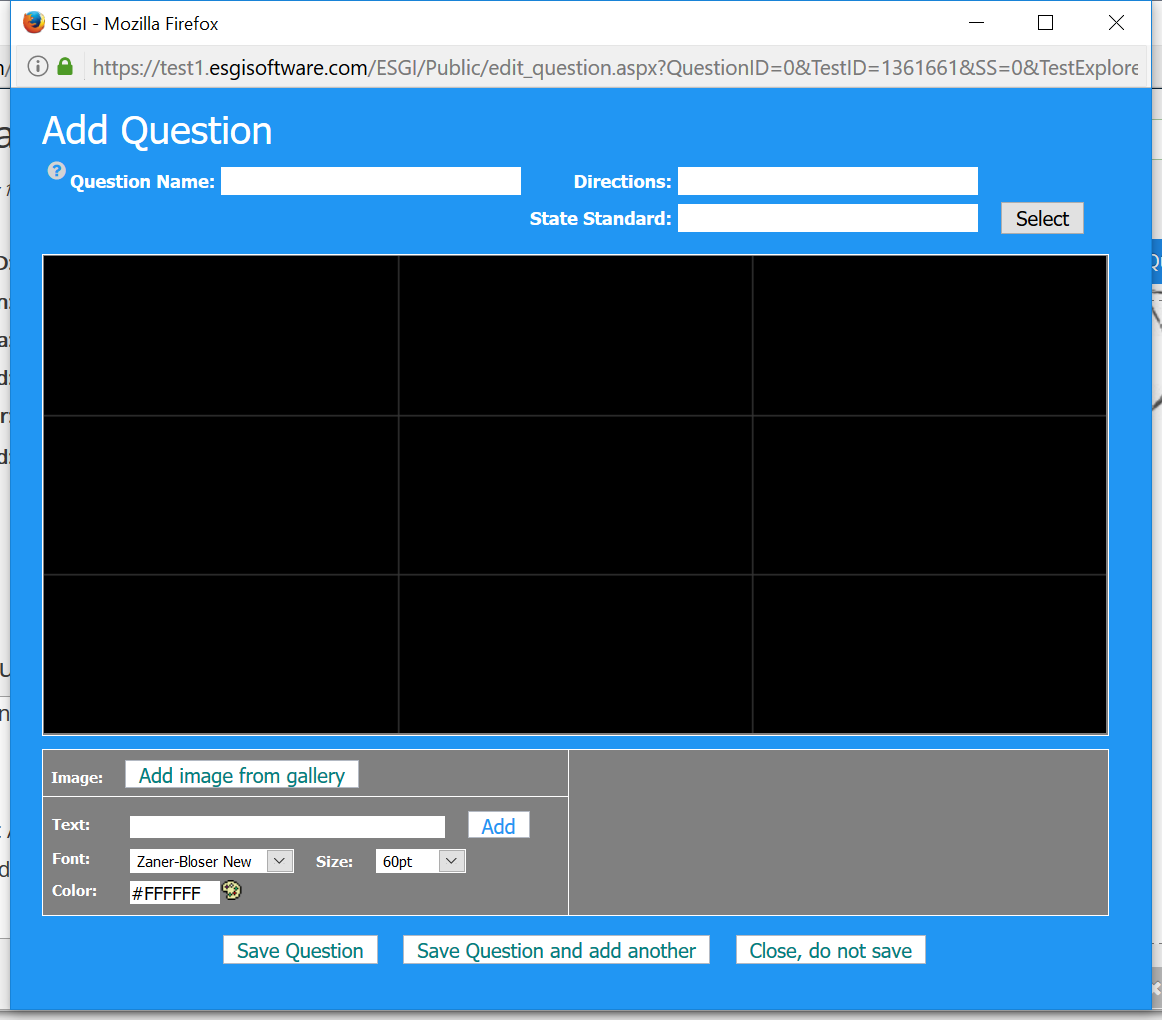 ESGI - Mozilla Firefox
https://test1.esgisoftware.com/ESGI/Public/edit_question.aspx?QuestionID=0&TestID=1361661&SS=0&TestExplore
Add Question
? Question Name: Directions:
State Standard: Select
Image: Add image from gallery
Text: Add
Font: Zaner-Bloser New Size: 60pt
Color: #FFFFFF
Save Question Save Question and add another Close, do not save